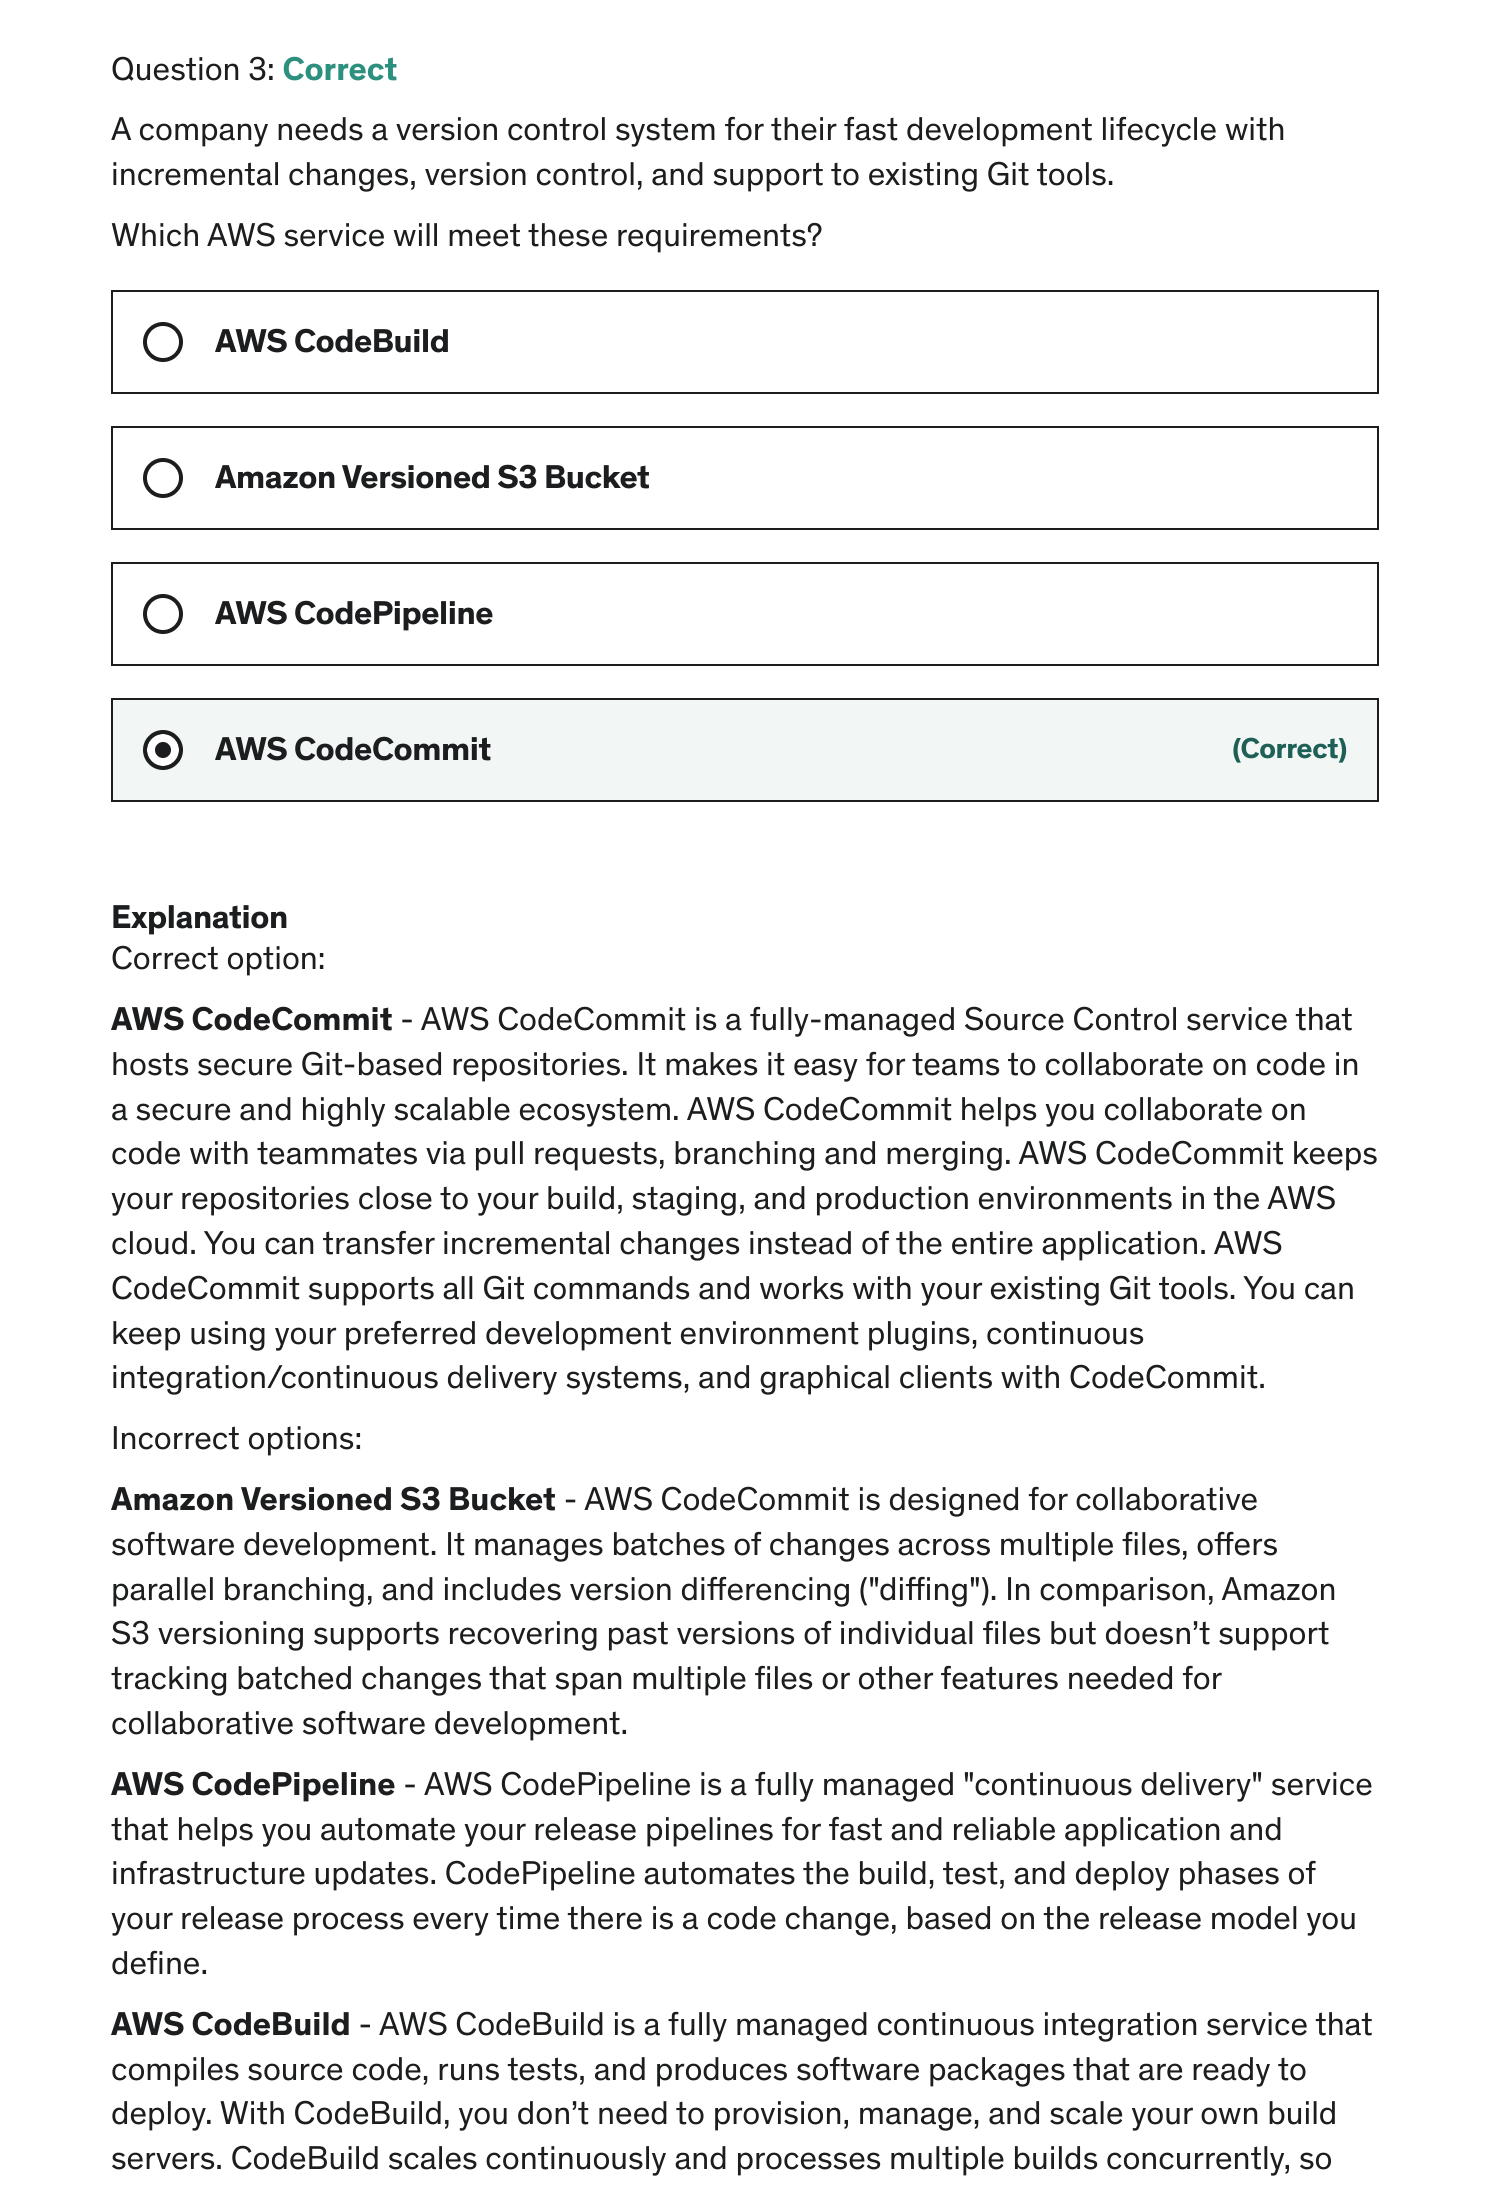 Question 3: Correct
A company needs a version control system for their fast development lifecycle with
incremental changes, version control, and support to existing Git tools.
Which AWS service will meet these requirements?
AWS CodeBuild
Amazon Versioned S3 Bucket
AWS CodePipeline
AWS CodeCommit (Correct)
Explanation
Correct option:
AWS CodeCommit - AWS CodeCommit is a fully-managed Source Control service that
hosts secure Git-based repositories. It makes it easy for teams to collaborate on code in
a secure and highly scalable ecosystem. AWS CodeCommit helps you collaborate on
code with teammates via pull requests, branching and merging. AWS CodeCommit keeps
your repositories close to your build, staging, and production environments in the AWS
cloud. You can transfer incremental changes instead of the entire application. AWS
CodeCommit supports all Git commands and works with your existing Git tools. You can
keep using your preferred development environment plugins, continuous
integration/continuous delivery systems, and graphical clients with CodeCommit.
Incorrect options:
Amazon Versioned S3 Bucket - AWS CodeCommit is designed for collaborative
software development. It manages batches of changes across multiple files, offers
parallel branching, and includes version differencing ("diffing"). In comparison, Amazon
S3 versioning supports recovering past versions of individual files but doesn’t support
tracking batched changes that span multiple files or other features needed for
collaborative software development.
AWS CodePipeline - AWS CodePipeline is a fully managed "continuous delivery" service
that helps you automate your release pipelines for fast and reliable application and
infrastructure updates. CodePipeline automates the build, test, and deploy phases of
your release process every time there is a code change, based on the release model you
define.
AWS CodeBuild - AWS CodeBuild is a fully managed continuous integration service that
compiles source code, runs tests, and produces software packages that are ready to
deploy. With CodeBuild, you don’t need to provision, manage, and scale your own build
servers. CodeBuild scales continuously and processes multiple builds concurrently, so